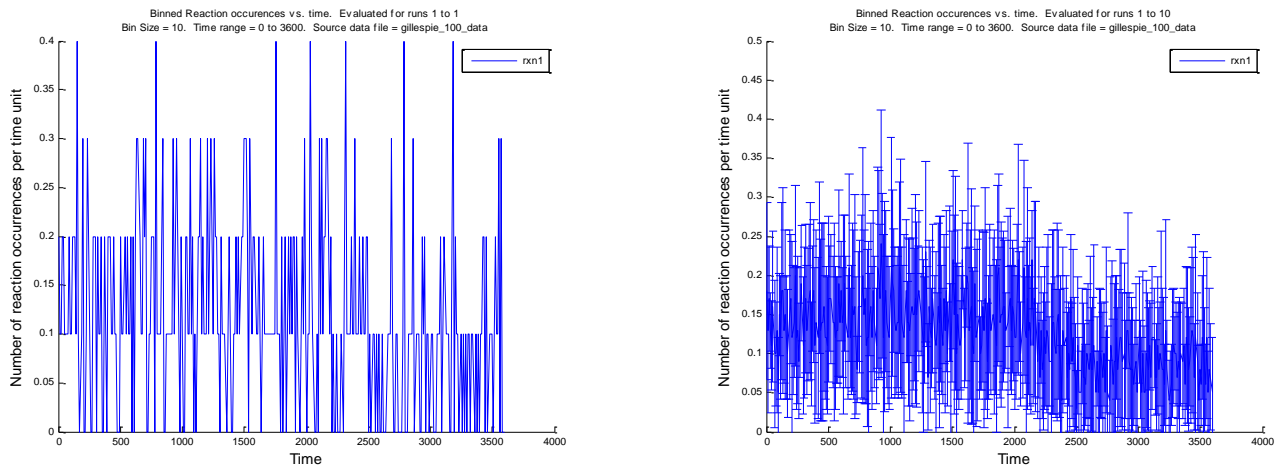 Binned Reaction occurences vs. time. Evaluated for runs 1 to 1
Bin Size = 10. Time range = 0 to 3600. Source data file = gillespie_100_data
Number of reaction occurrences per time unit
0.4
0.35
0.3
0.25
0.2
0.15
0.1
0.05
0
0 500 1000 1500 2000 2500 3000 3500 4000
Time
rxn1
Binned Reaction occurences vs. time. Evaluated for runs 1 to 10
Bin Size = 10. Time range = 0 to 3600. Source data file = gillespie_100_data
Number of reaction occurrences per time unit
0.5
0.45
0.4
0.35
0.3
0.25
0.2
0.15
0.1
0.05
0
0 500 1000 1500 2000 2500 3000 3500 4000
Time
rxn1